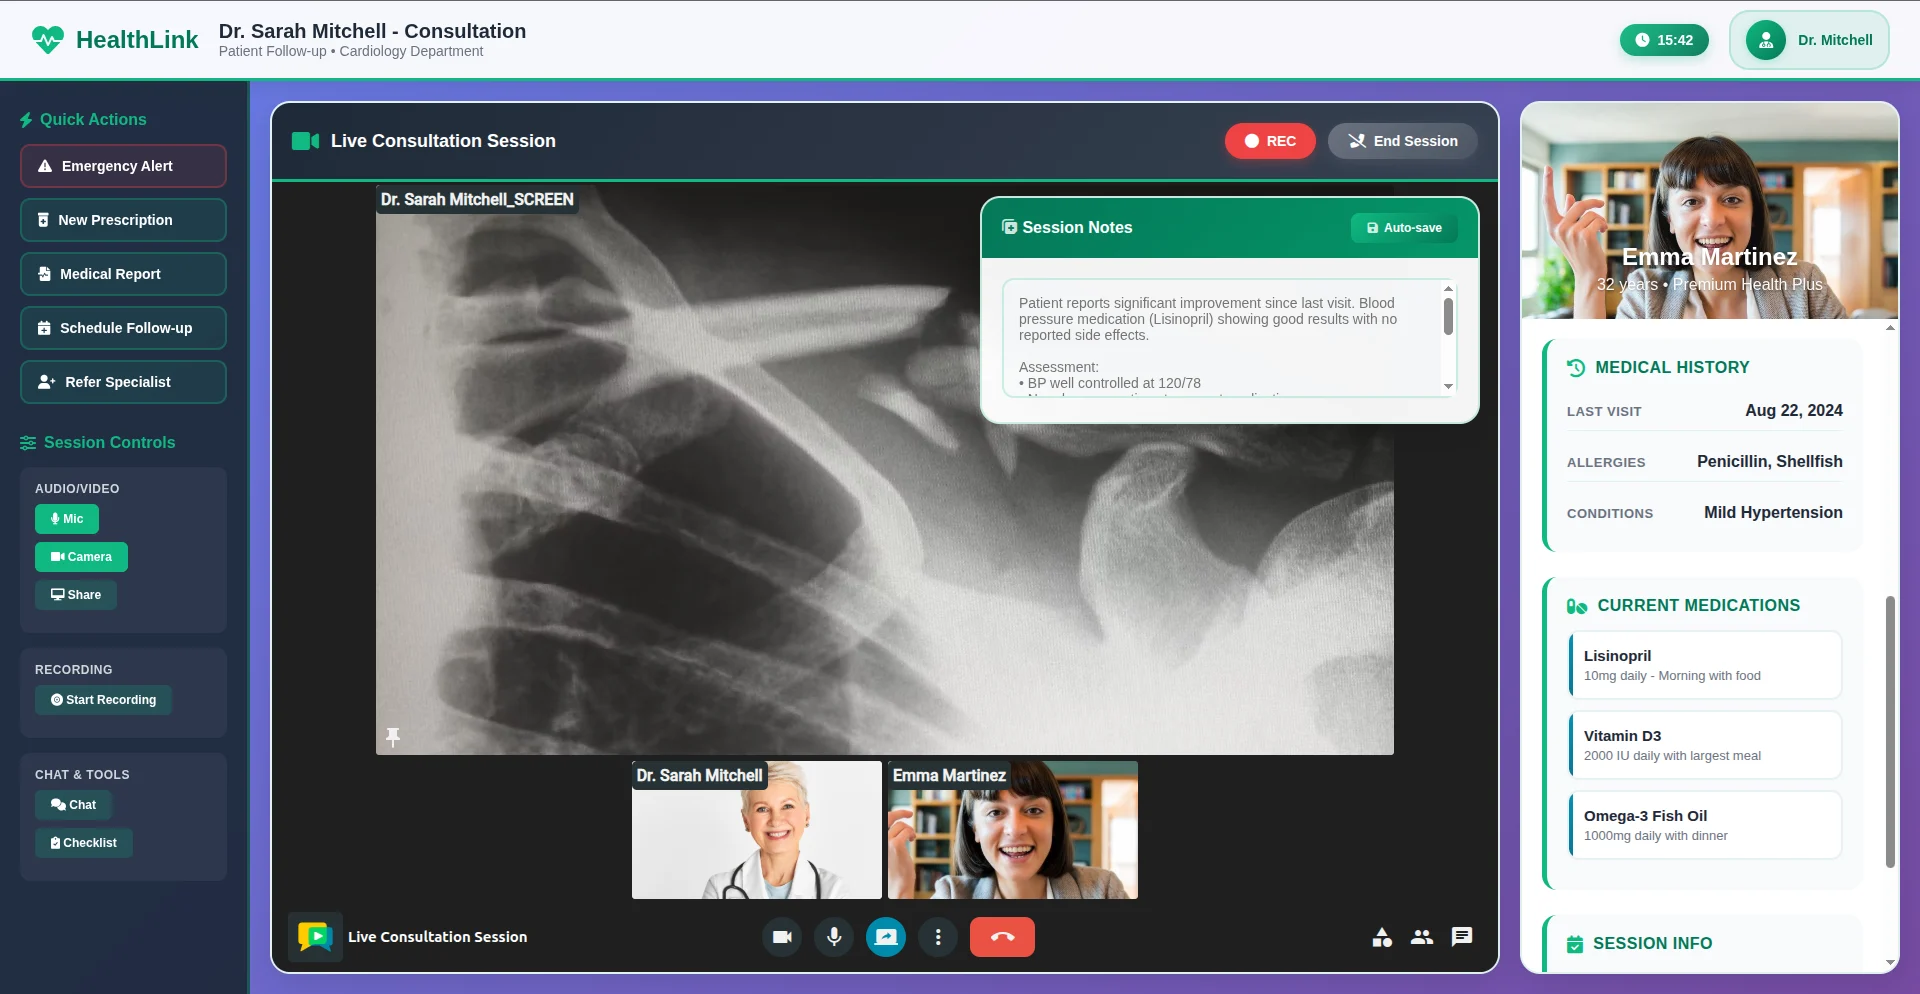 HealthLink
Dr. Sarah Mitchell - Consultation
Patient Follow-up • Cardiology Department
15:42
Dr. Mitchell
Quick Actions
Emergency Alert
New Prescription
Medical Report
Schedule Follow-up
Refer Specialist
Session Controls
AUDIO/VIDEO
Mic
Camera
Share
RECORDING
Start Recording
CHAT & TOOLS
Chat
Checklist
Live Consultation Session
REC
End Session
Dr. Sarah Mitchell_SCREEN
Session Notes
Auto-save
Patient reports significant improvement since last visit. Blood
pressure medication (Lisinopril) showing good results with no
reported side effects.
Assessment:
• BP well controlled at 120/78
Dr. Sarah Mitchell
Emma Martinez
Live Consultation Session
Emma Martinez
32 years • Premium Health Plus
MEDICAL HISTORY
LAST VISIT Aug 22, 2024
ALLERGIES Penicillin, Shellfish
CONDITIONS Mild Hypertension
CURRENT MEDICATIONS
Lisinopril
10mg daily - Morning with food
Vitamin D3
2000 IU daily with largest meal
Omega-3 Fish Oil
1000mg daily with dinner
SESSION INFO